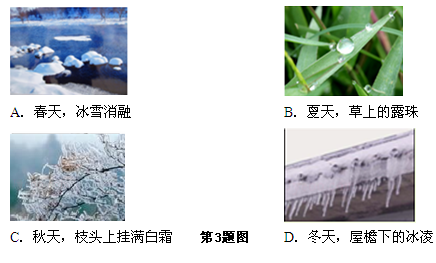 A. 春天，冰雪消融
B. 夏天，草上的露珠
C. 秋天，枝头上挂满白霜
第3题图
D. 冬天，屋檐下的冰凌